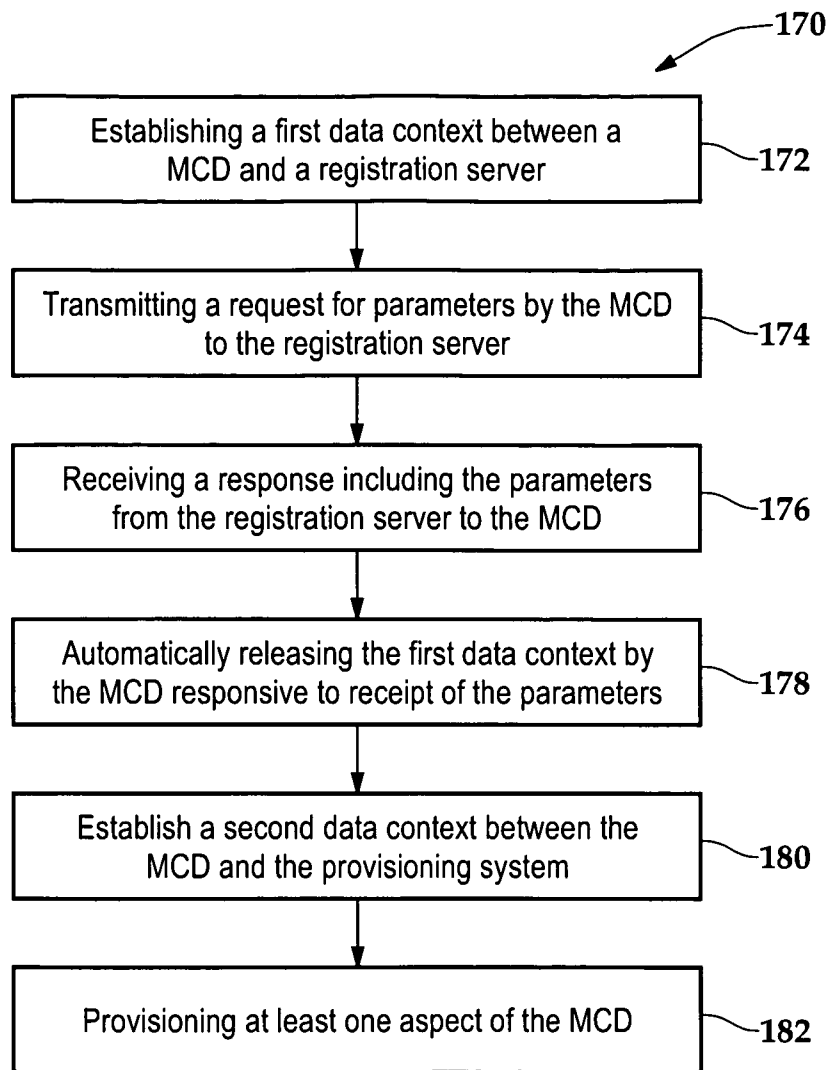 170
Establishing a first data context between a
MCD and a registration server
172
Transmitting a request for parameters by the MCD
to the registration server
174
Receiving a response including the parameters
from the registration server to the MCD
176
Automatically releasing the first data context by
the MCD responsive to receipt of the parameters
178
Establish a second data context between the
MCD and the provisioning system
180
Provisioning at least one aspect of the MCD
182